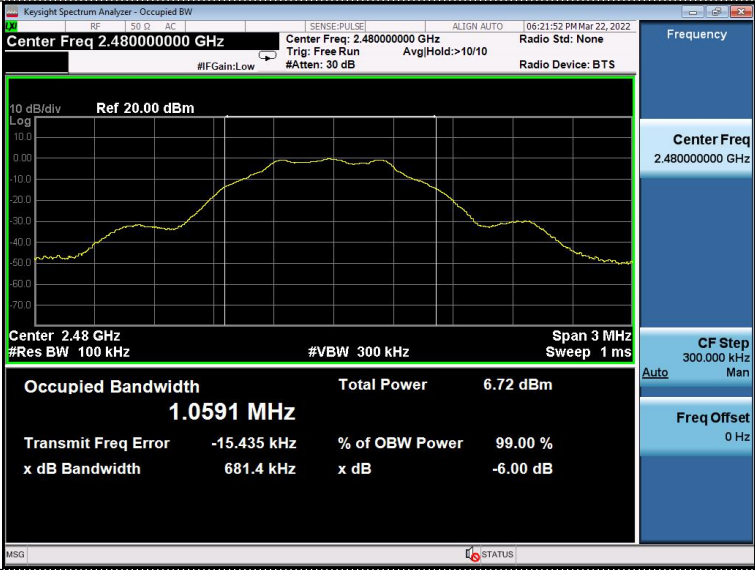 Keysight Spectrum Analyzer - Occupied BW
RF 50 Ω AC SENSE:PULSE ALIGN AUTO 06:21:52 PM Mar 22, 2022
Center Freq 2.480000000 GHz
Center Freq: 2.480000000 GHz Radio Std: None
Trig: Free Run Avg|Hold:>10/10
#IFGain:Low #Atten: 30 dB Radio Device: BTS
Frequency
10 dB/div Ref 20.00 dBm
Log
10.0
0.00
-10.0
-20.0
-30.0
-40.0
-50.0
-60.0
-70.0
Center 2.48 GHz Span 3 MHz
#Res BW 100 kHz #VBW 300 kHz Sweep 1 ms
Occupied Bandwidth Total Power 6.72 dBm
1.0591 MHz
Transmit Freq Error -15.435 kHz % of OBW Power 99.00 %
x dB Bandwidth 681.4 kHz x dB -6.00 dB
Center Freq
2.480000000 GHz
CF Step
300.000 kHz
Auto Man
Freq Offset
0 Hz
MSG STATUS